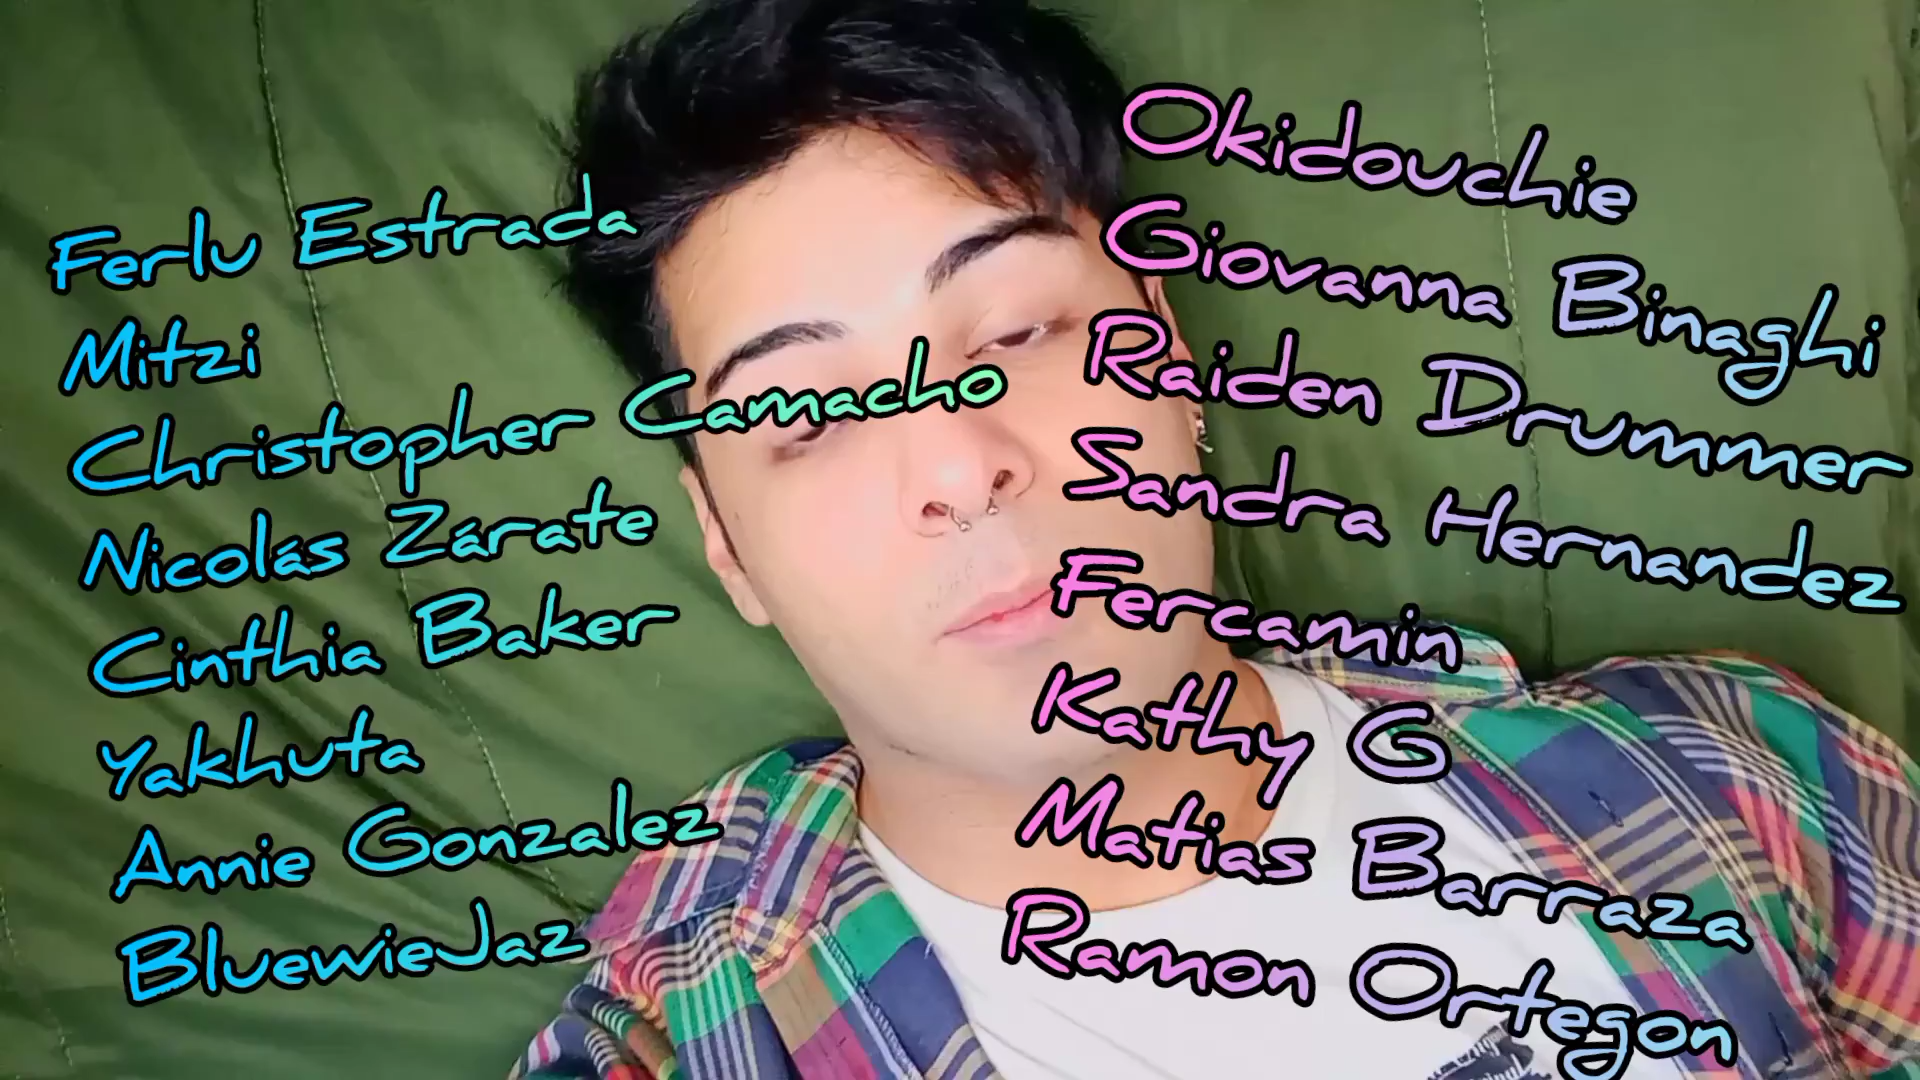 Ferlu Estrada
Mitzi
Christopher Camacho
Nicolás Zárate
Cinthia Baker
Yakhuta
Annie Gonzalez
BluewieJaz
Okidouchie
Giovanna Binaghi
Raiden Drummer
Sandra Hernandez
Fercamin
Kathy G
Matias Barraza
Ramon Ortegon